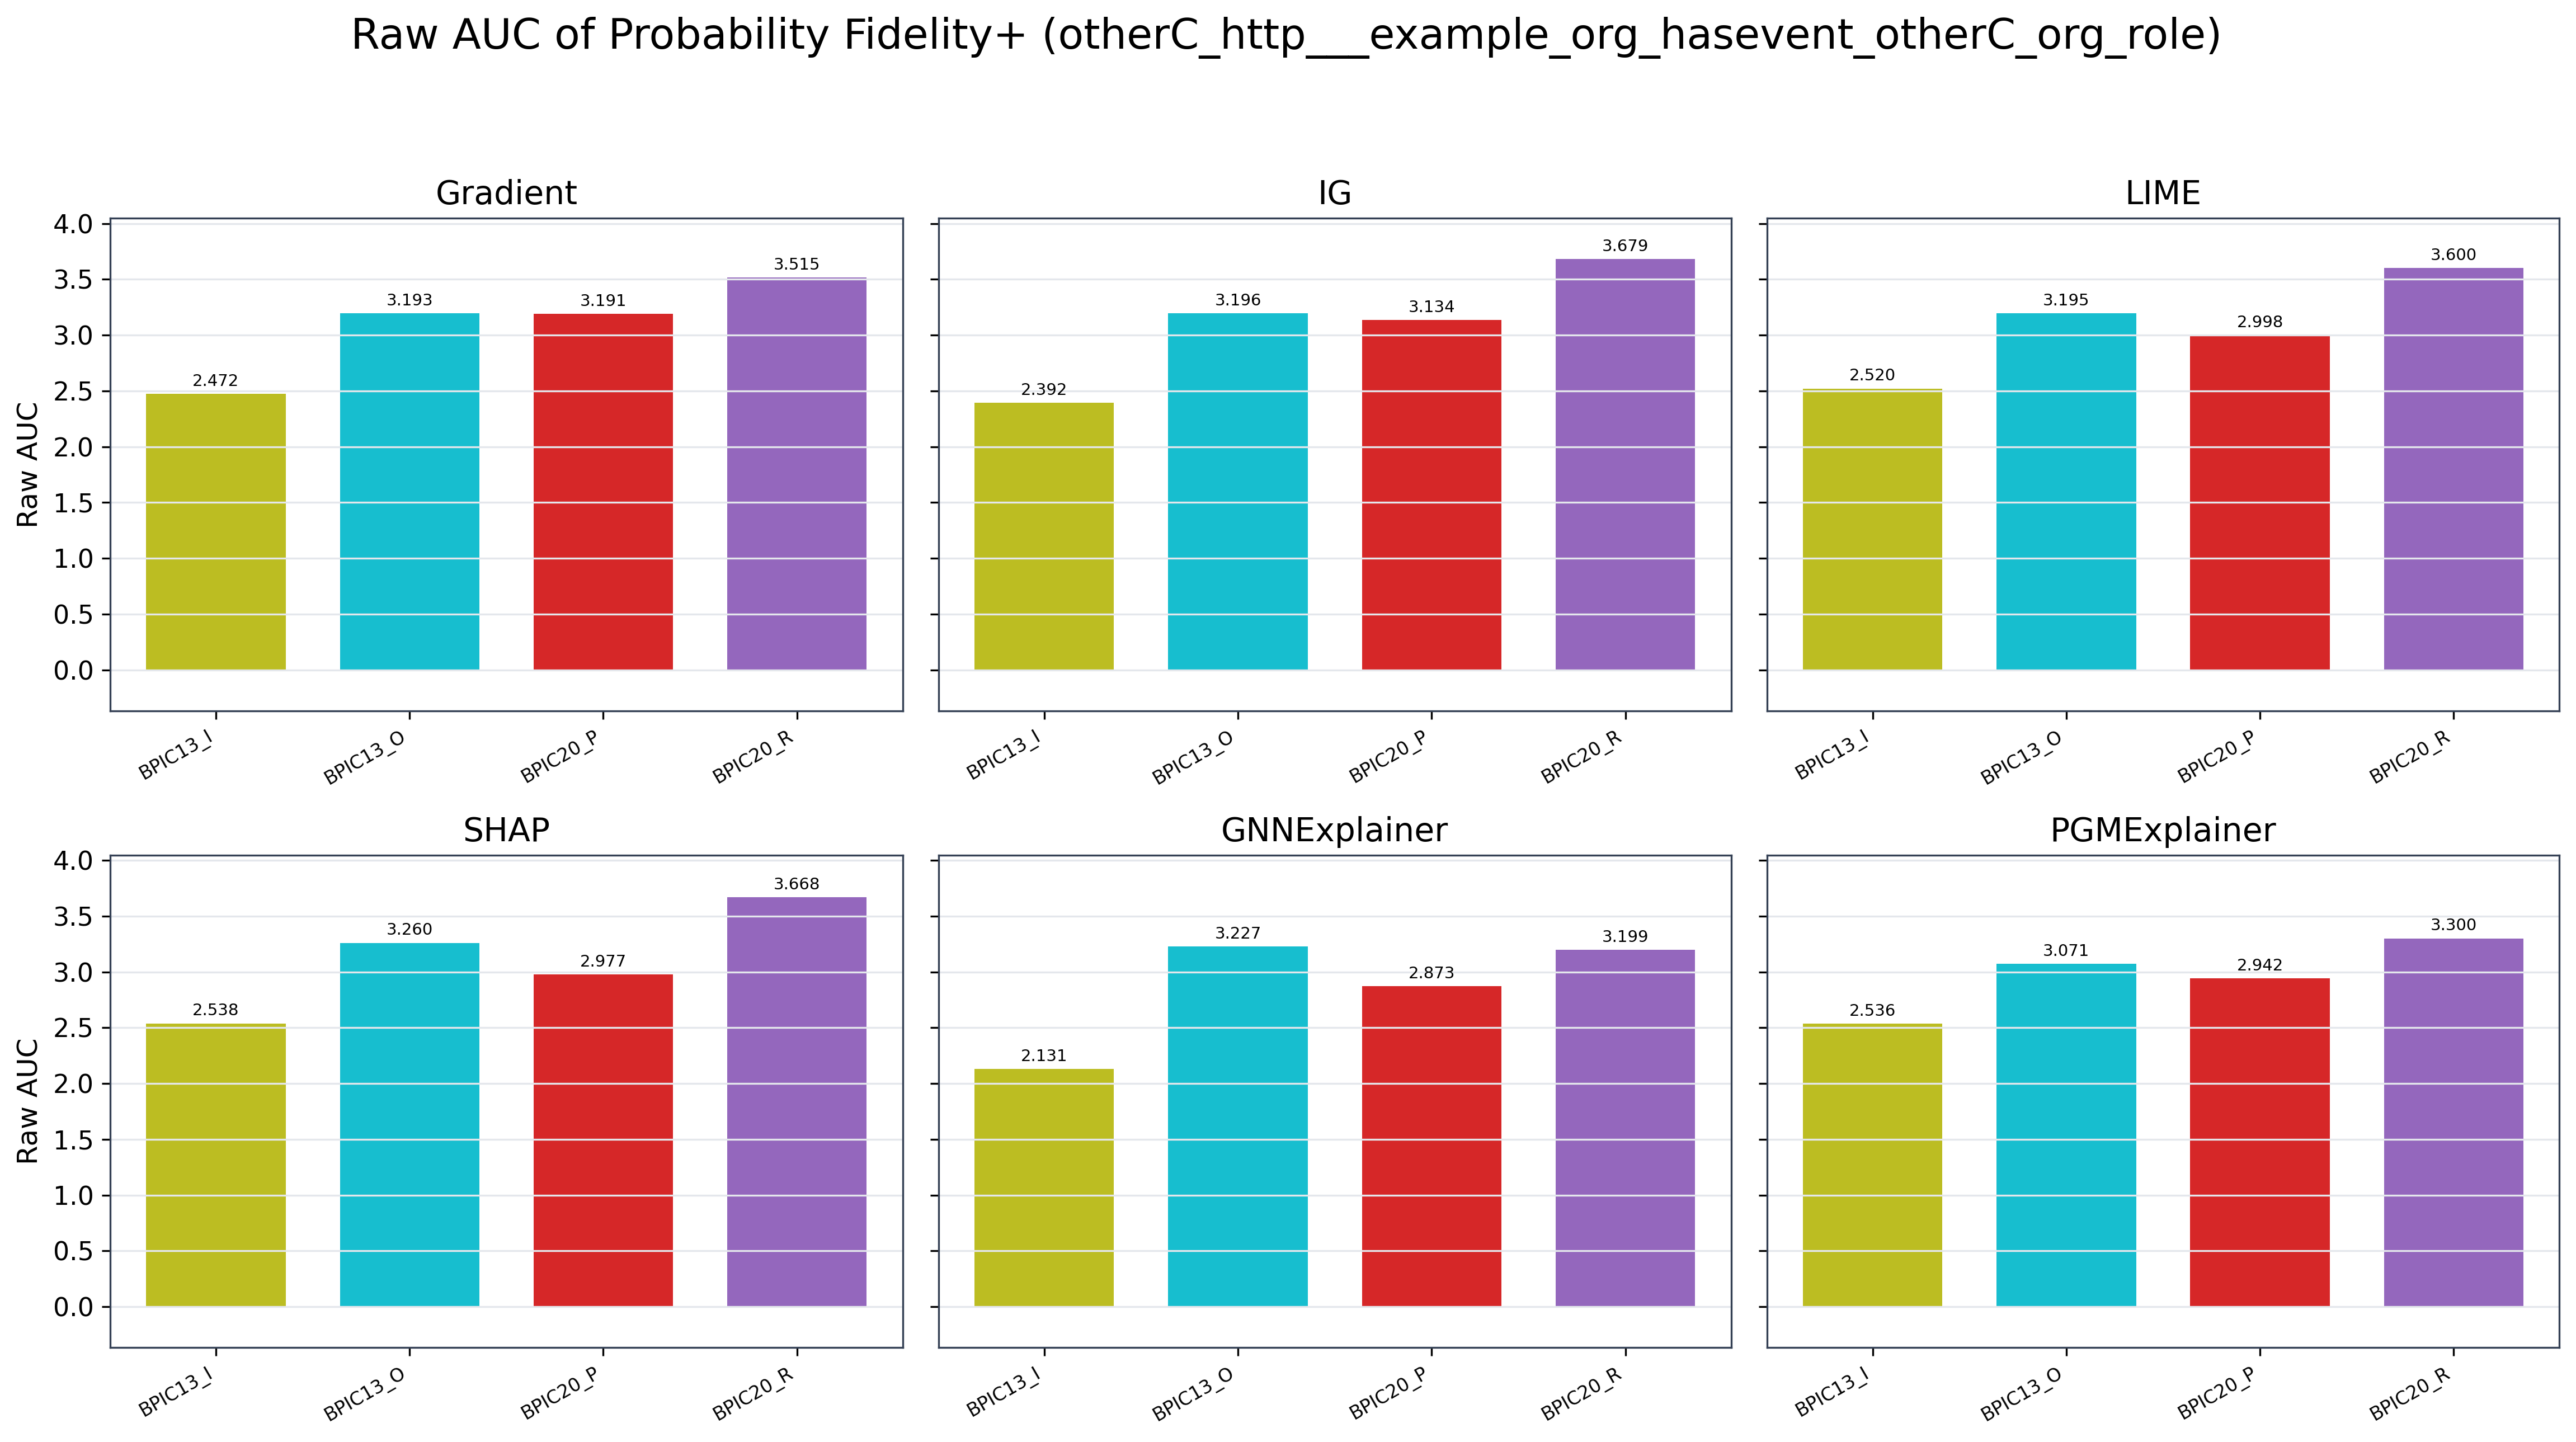 Raw AUC of Probability Fidelity+ (otherC_http___example_org_hasevent_otherC_org_role)
Gradient
IG
LIME
4.0
3.5
3.0
2.5
2.0
1.5
1.0
0.5
0.0
Raw AUC
2.472
3.193
3.191
3.515
2.392
3.196
3.134
3.679
2.520
3.195
2.998
3.600
BPIC13_I
BPIC13_O
BPIC20_P
BPIC20_R
BPIC13_I
BPIC13_O
BPIC20_P
BPIC20_R
BPIC13_I
BPIC13_O
BPIC20_P
BPIC20_R
SHAP
GNNExplainer
PGMExplainer
4.0
3.5
3.0
2.5
2.0
1.5
1.0
0.5
0.0
Raw AUC
2.538
3.260
2.977
3.668
2.131
3.227
2.873
3.199
2.536
3.071
2.942
3.300
BPIC13_I
BPIC13_O
BPIC20_P
BPIC20_R
BPIC13_I
BPIC13_O
BPIC20_P
BPIC20_R
BPIC13_I
BPIC13_O
BPIC20_P
BPIC20_R